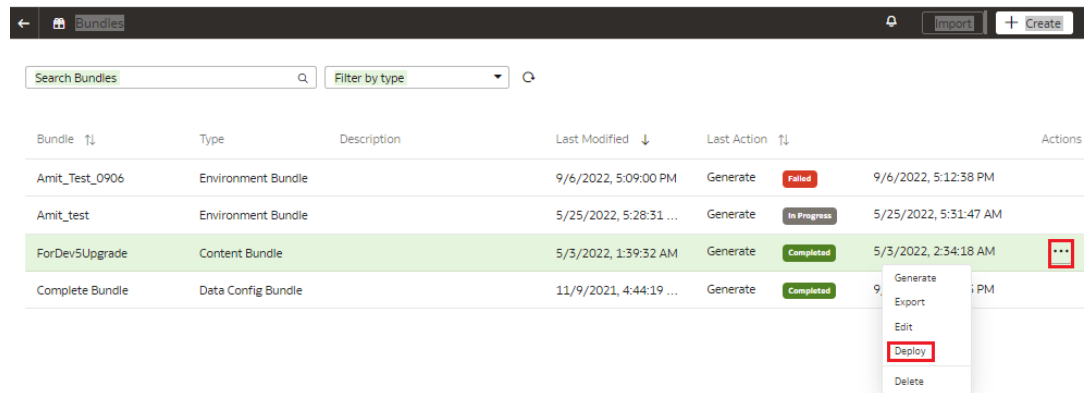 Bundles Import + Create
Search Bundles Filter by type
Bundle Type Description Last Modified Last Action Actions
Amit_Test_0906 Environment Bundle 9/6/2022, 5:09:00 PM Generate Failed 9/6/2022, 5:12:38 PM
Amit_test Environment Bundle 5/25/2022, 5:28:31 ... Generate In Progress 5/25/2022, 5:31:47 AM
ForDev5Upgrade Content Bundle 5/3/2022, 1:39:32 AM Generate Completed 5/3/2022, 2:34:18 AM ...
Complete Bundle Data Config Bundle 11/9/2021, 4:44:19 ... Generate Completed PM
Generate
Export
Edit
Deploy
Delete